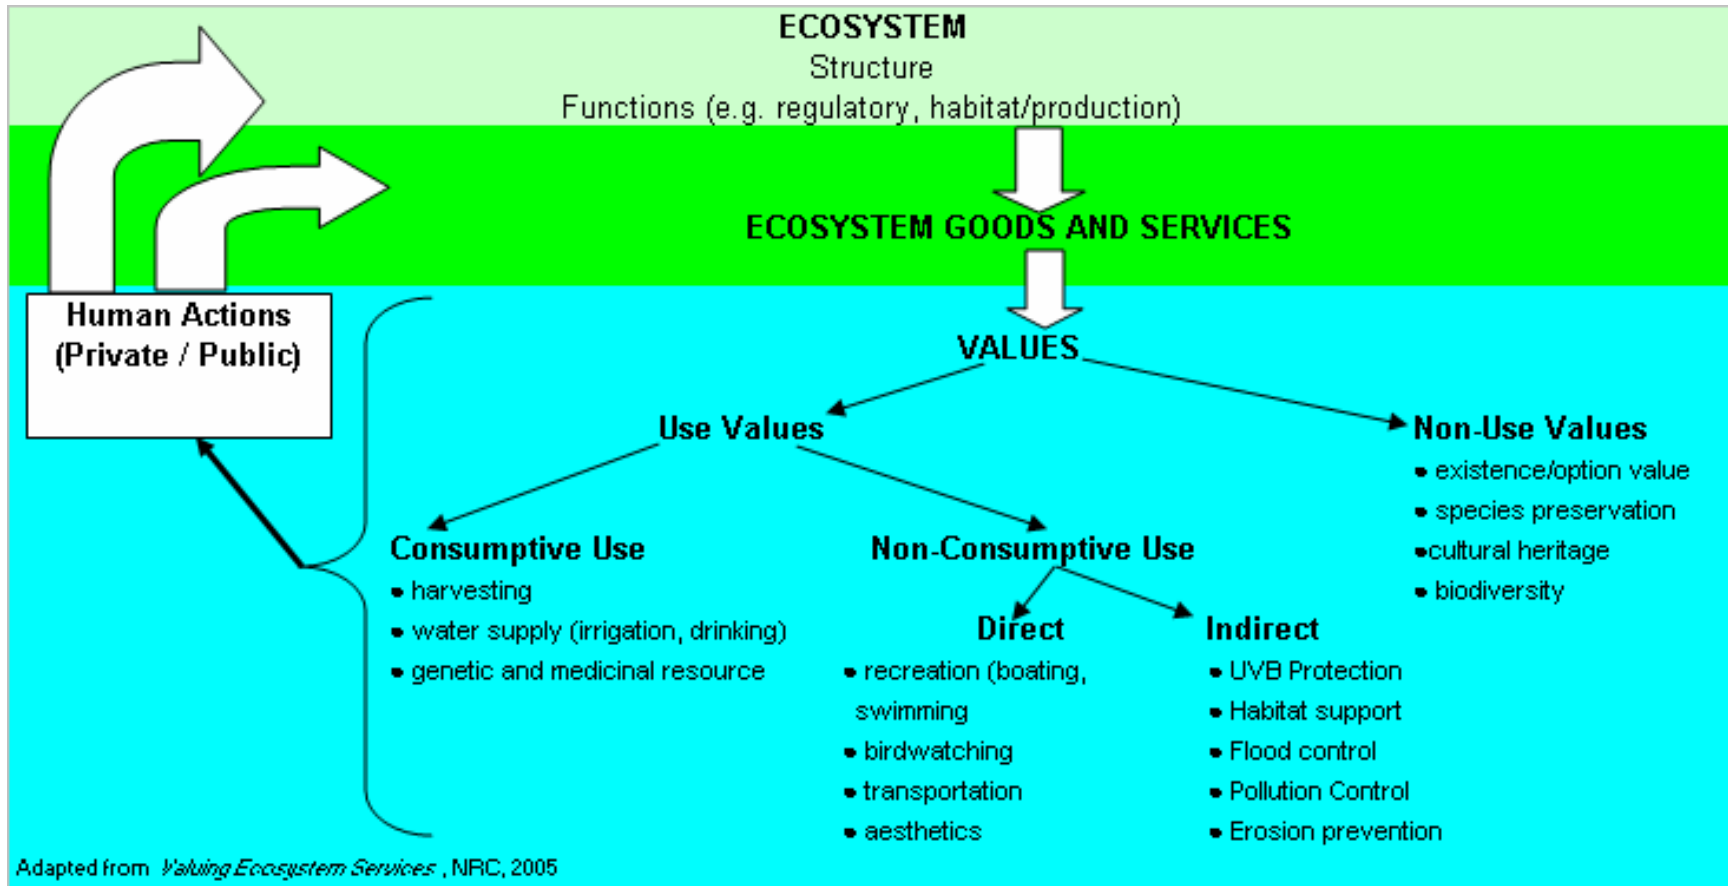 ECOSYSTEM
Structure
Functions (e.g. regulatory, habitat/production)
ECOSYSTEM GOODS AND SERVICES
Human Actions
(Private / Public)
VALUES
Use Values
Non-Use Values
• existence/option value
• species preservation
•cultural heritage
• biodiversity
Consumptive Use
• harvesting
• water supply (irrigation, drinking)
• genetic and medicinal resource
Non-Consumptive Use
Direct
• recreation (boating,
swimming
• birdwatching
• transportation
• aesthetics
Indirect
• UVB Protection
• Habitat support
• Flood control
• Pollution Control
• Erosion prevention
Adapted from Valuing Ecosystem Services , NRC, 2005